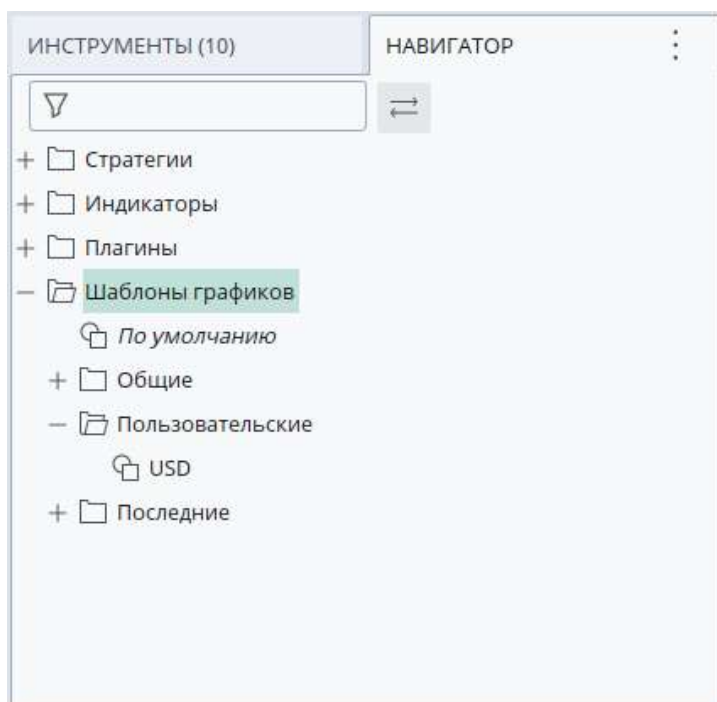 ИНСТРУМЕНТЫ (10)
НАВИГАТОР
Стратегии
Индикаторы
Плагины
Шаблоны графиков
По умолчанию
Общие
Пользовательские
USD
Последние